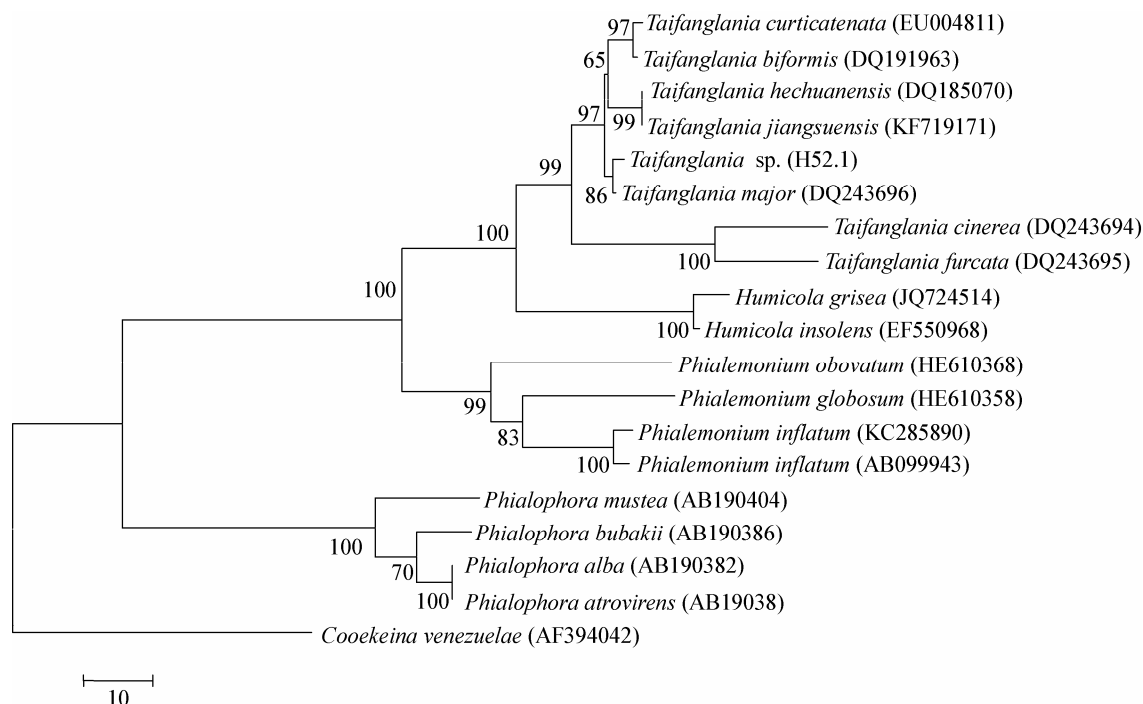 97 Taifanglania curticatenata (EU004811)
65 Taifanglania biformis (DQ191963)
Taifanglania hechuanensis (DQ185070)
97 99 Taifanglania jiangsuensis (KF719171)
99 Taifanglania sp. (H52.1)
86 Taifanglania major (DQ243696)
100 Taifanglania cinerea (DQ243694)
100 Taifanglania furcata (DQ243695)
100 Humicola grisea (JQ724514)
100 Humicola insolens (EF550968)
Phialemonium obovatum (HE610368)
99 Phialemonium globosum (HE610358)
83 Phialemonium inflatum (KC285890)
100 Phialemonium inflatum (AB099943)
Phialophora mustea (AB190404)
100 Phialophora bubakii (AB190386)
70 Phialophora alba (AB190382)
100 Phialophora atrovirens (AB19038)
Cooekeina venezuelae (AF394042)
10